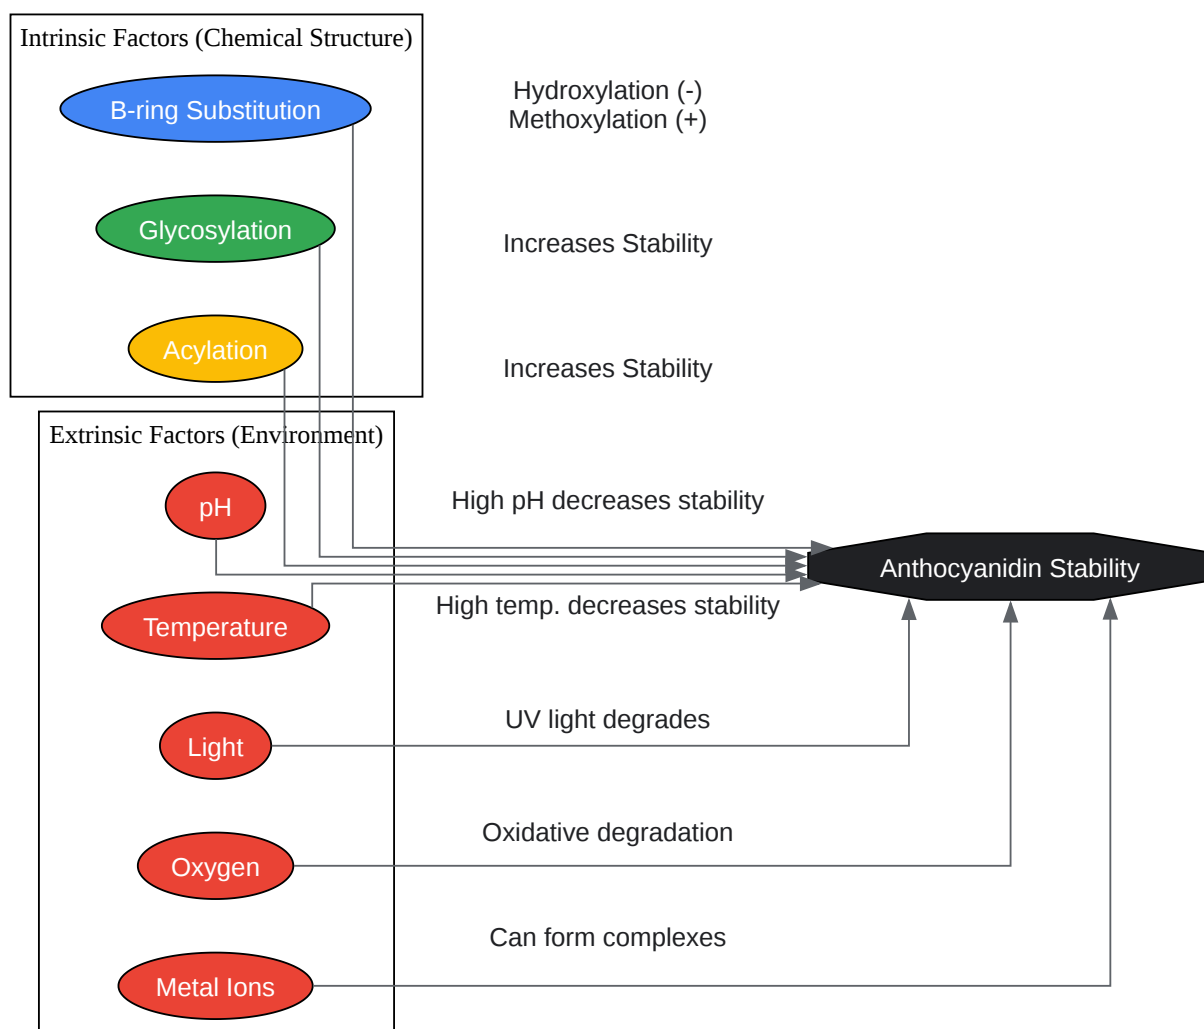 Intrinsic Factors (Chemical Structure)
B-ring Substitution
Hydroxylation (-)
Methoxylation (+)
Glycosylation
Increases Stability
Acylation
Increases Stability
Extrinsic Factors (Environment)
pH
High pH decreases stability
Anthocyanidin Stability
Temperature
High temp. decreases stability
Light
UV light degrades
Oxygen
Oxidative degradation
Metal Ions
Can form complexes